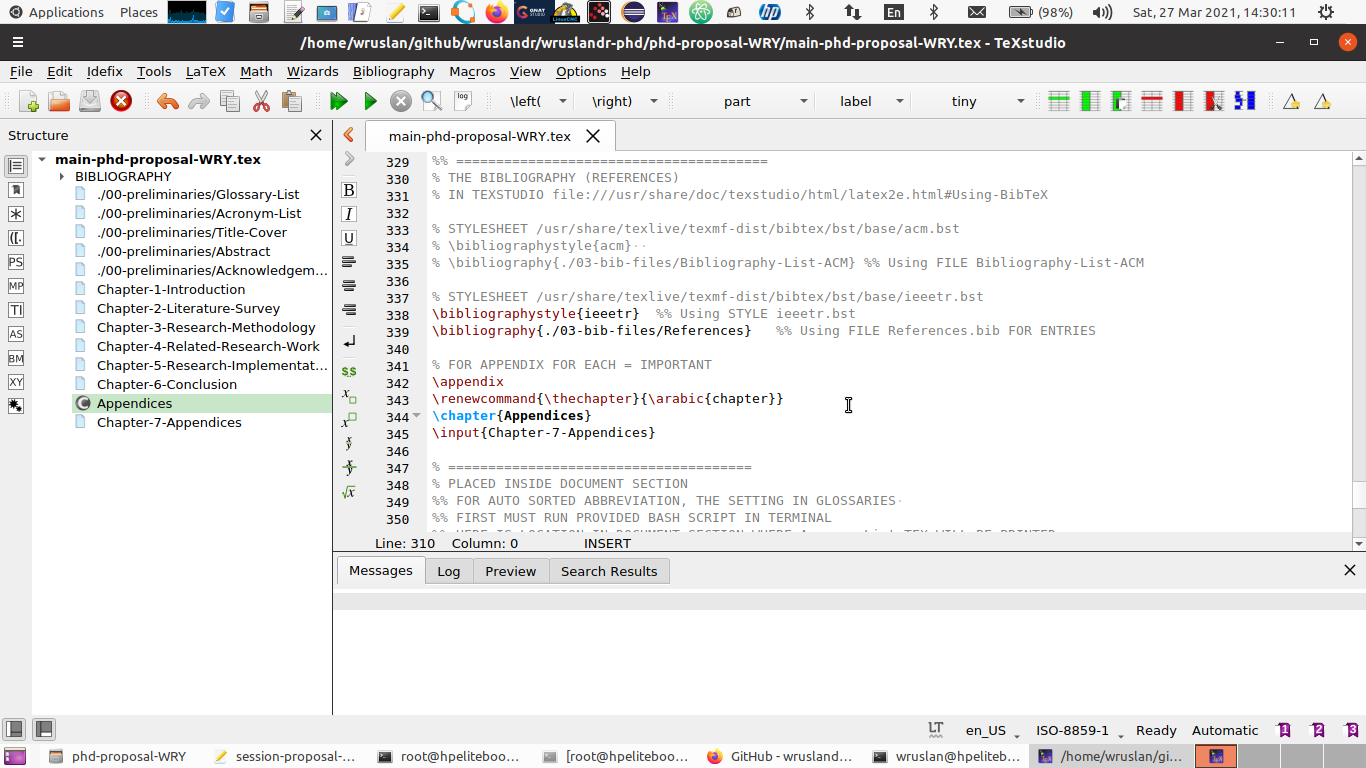 Applications Places En (98%) Sat, 27 Mar 2021, 14:30:11
/home/wruslan/github/wruslandr/wruslandr-phd/phd-proposal-WRY/main-phd-proposal-WRY.tex - TeXstudio
File Edit Idefix Tools LaTeX Math Wizards Bibliography Macros View Options Help
log \left( \right) part label tiny
Structure
main-phd-proposal-WRY.tex
BIBLIOGRAPHY
./00-preliminaries/Glossary-List
./00-preliminaries/Acronym-List
./00-preliminaries/Title-Cover
./00-preliminaries/Abstract
./00-preliminaries/Acknowledgem...
Chapter-1-Introduction
Chapter-2-Literature-Survey
Chapter-3-Research-Methodology
Chapter-4-Related-Research-Work
Chapter-5-Research-Implementat...
Chapter-6-Conclusion
Appendices
Chapter-7-Appendices
PS
MP
TI
AS
BM
XY
main-phd-proposal-WRY.tex
B
I
U
329 %% =======================================
330 % THE BIBLIOGRAPHY (REFERENCES)
331 % IN TEXSTUDIO file:///usr/share/doc/texstudio/html/latex2e.html#Using-BibTeX
332
333 % STYLESHEET /usr/share/texlive/texmf-dist/bibtex/bst/base/acm.bst
334 % \bibliographystyle{acm}
335 % \bibliography{./03-bib-files/Bibliography-List-ACM} %% Using FILE Bibliography-List-ACM
336
337 % STYLESHEET /usr/share/texlive/texmf-dist/bibtex/bst/base/ieeetr.bst
338 \bibliographystyle{ieeetr} %% Using STYLE ieeetr.bst
339 \bibliography{./03-bib-files/References} %% Using FILE References.bib FOR ENTRIES
340
341 % FOR APPENDIX FOR EACH = IMPORTANT
342 \appendix
343 \renewcommand{\thechapter}{\arabic{chapter}}
344 \chapter{Appendices}
345 \input{Chapter-7-Appendices}
346
347 % ======================================
348 % PLACED INSIDE DOCUMENT SECTION
349 %% FOR AUTO SORTED ABBREVIATION, THE SETTING IN GLOSSARIES
350 %% FIRST MUST RUN PROVIDED BASH SCRIPT IN TERMINAL
Line: 310 Column: 0 INSERT
Messages Log Preview Search Results
LT en_US ISO-8859-1 Ready Automatic 1 2 3
phd-proposal-WRY session-proposal-... root@hpeliteboo... [root@hpeliteboo... GitHub - wrusland... wruslan@hpeliteb... /home/wruslan/gi...